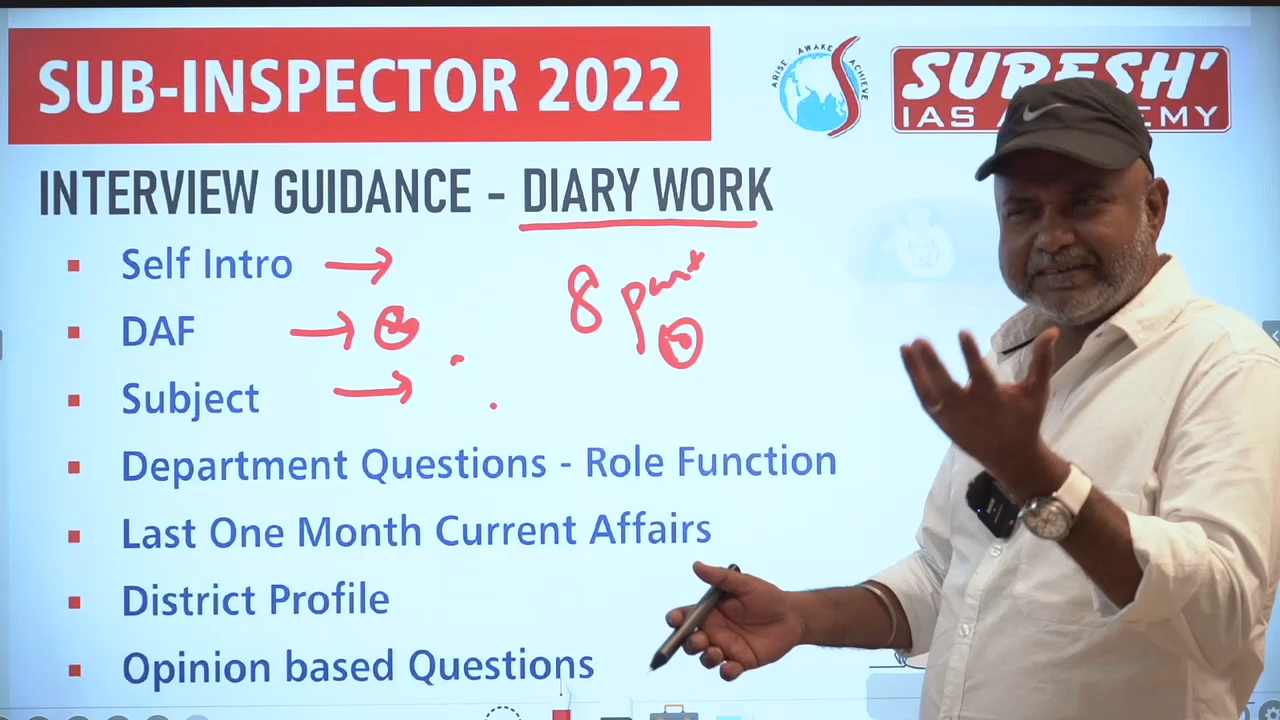 SUB-INSPECTOR 2022
ARISE AWAKE ACHIEVE
SURESH'
IAS
INTERVIEW GUIDANCE - DIARY WORK
Self Intro
8 part
DAF
Subject
Department Questions - Role Function
Last One Month Current Affairs
District Profile
Opinion based Questions